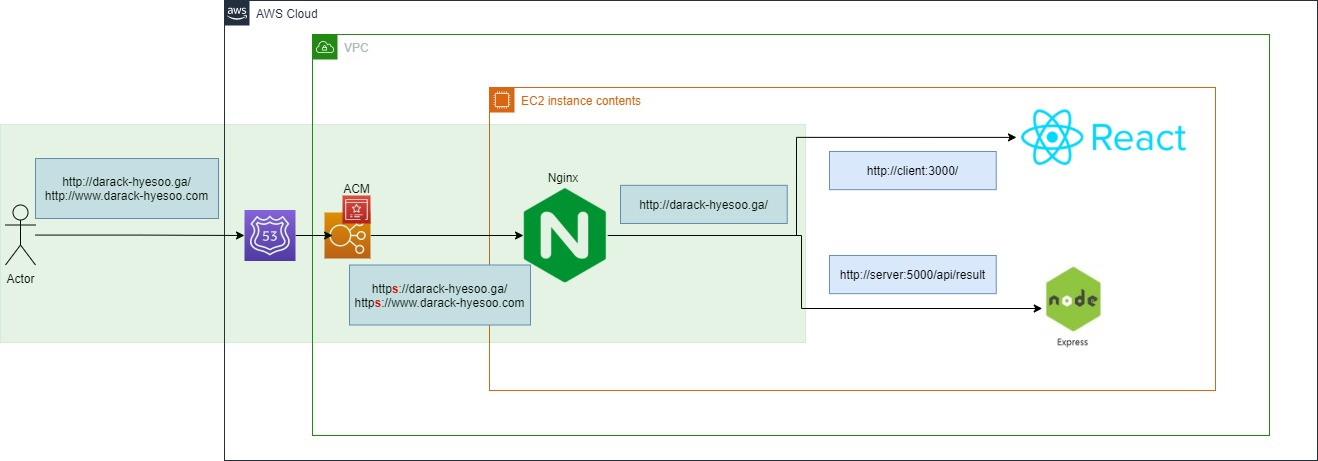 aws
AWS Cloud
VPC
EC2 instance contents
React
http://darack-hyesoo.ga/
http://www.darack-hyesoo.com
http://client:3000/
ACM
Nginx
http://darack-hyesoo.ga/
53
N
Actor
https://darack-hyesoo.ga/
https://www.darack-hyesoo.com
http://server:5000/api/result
node
Express